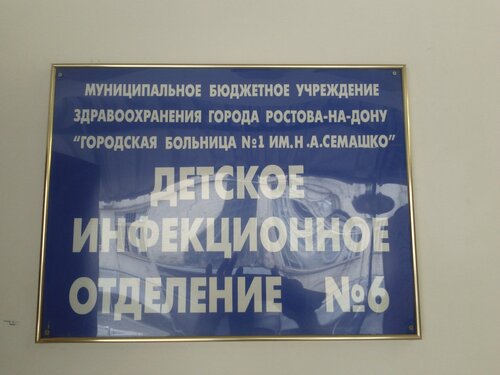 МУНИЦИПАЛЬНОЕ БЮДЖЕТНОЕ УЧРЕЖДЕНИЕ
ЗДРАВООХРАНЕНИЯ ГОРОДА РОСТОВА-НА-ДОНУ
"ГОРОДСКАЯ БОЛЬНИЦА №1 ИМ.Н.А.СЕМАШКО"
ДЕТСКОЕ
ИНФЕКЦИОННОЕ
ОТДЕЛЕНИЕ №6